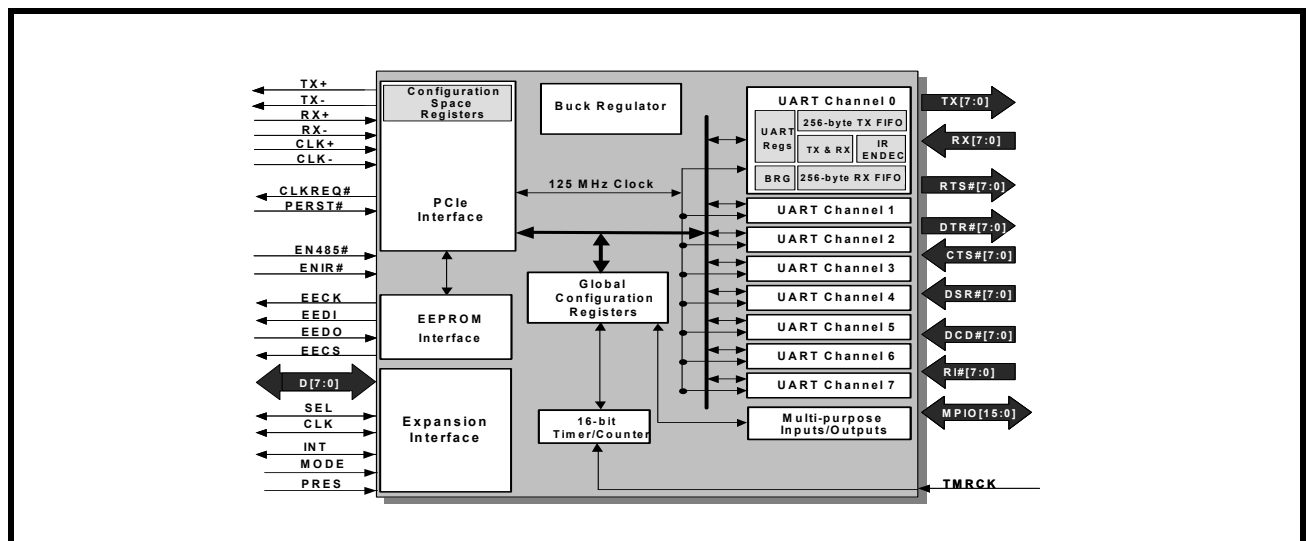 TX+
TX-
RX+
RX-
CLK+
CLK-
CLKREQ#
PERST#
EN485#
ENIR#
EECK
EEDI
EEDO
EECS
D[7:0]
SEL
CLK
INT
MODE
PRES
Configuration
Space
Registers
PCIe
Interface
EEPROM
Interface
Expansion
Interface
Buck Regulator
125 MHz Clock
Global
Configuration
Registers
16-bit
Timer/Counter
UART Channel 0
UART
Regs
256-byte TX FIFO
TX & RX
IR
ENDEC
BRG
256-byte RX FIFO
UART Channel 1
UART Channel 2
UART Channel 3
UART Channel 4
UART Channel 5
UART Channel 6
UART Channel 7
Multi-purpose
Inputs/Outputs
TX[7:0]
RX[7:0]
RTS#[7:0]
DTR#[7:0]
CTS#[7:0]
DSR#[7:0]
DCD#[7:0]
RI#[7:0]
MPIO[15:0]
TMRCK